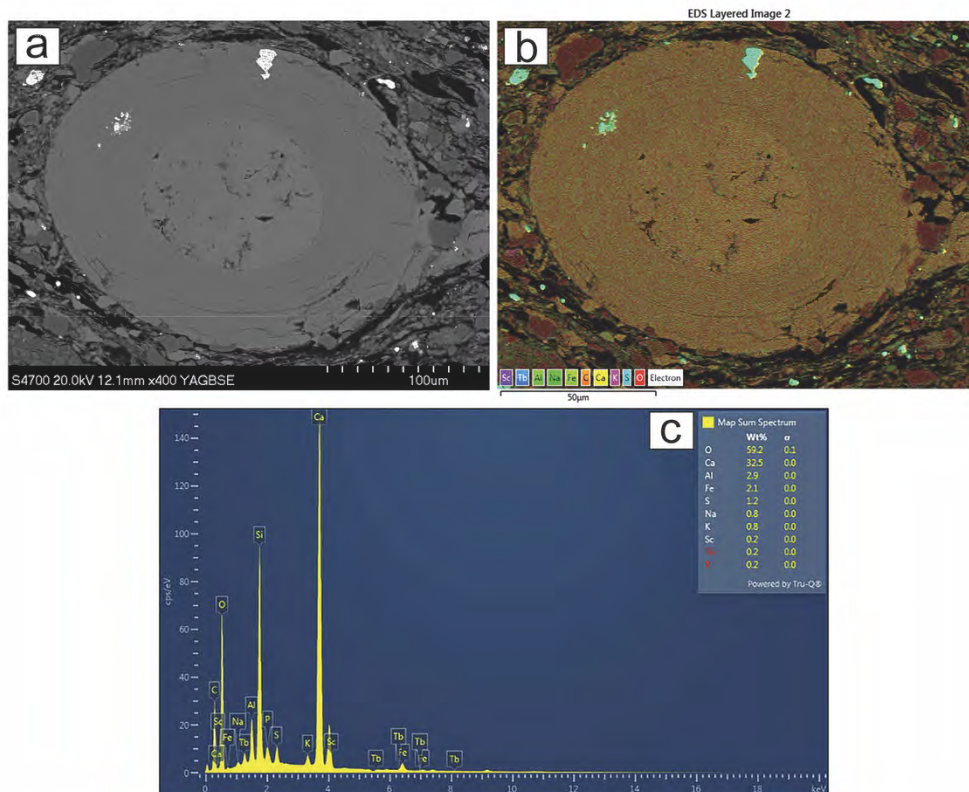 a
S4700 20.0kV 12.1mm x400 YAGBSE
100um
EDS Layered Image 2
b
Sc Tb Al Na Fe C Ca K S O Electron
50µm
c
cps/eV
140
120
100
80
60
40
20
0
Ca
Si
O
C
Sc
Ca
Fe
Na
Tb
Al
P
S
K
Sc
Tb
Tb
Fe
Tb
Fe
Tb
0 2 4 6 8 10 12 14 16 18 keV
Map Sum Spectrum
Wt% σ
O 59.2 0.1
Ca 32.5 0.0
Al 2.9 0.0
Fe 2.1 0.0
S 1.2 0.0
Na 0.8 0.0
K 0.8 0.0
Sc 0.2 0.0
0.2 0.0
0.2 0.0
Powered by Tru-Q®